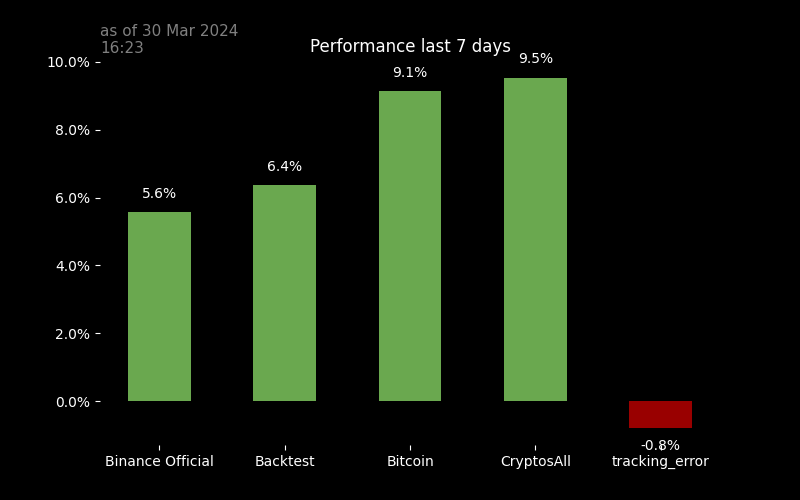 as of 30 Mar 2024
16:23
Performance last 7 days
10.0%
8.0%
6.0%
4.0%
2.0%
0.0%
5.6%
6.4%
9.1%
9.5%
-0.8%
Binance Official
Backtest
Bitcoin
CryptosAll
tracking_error